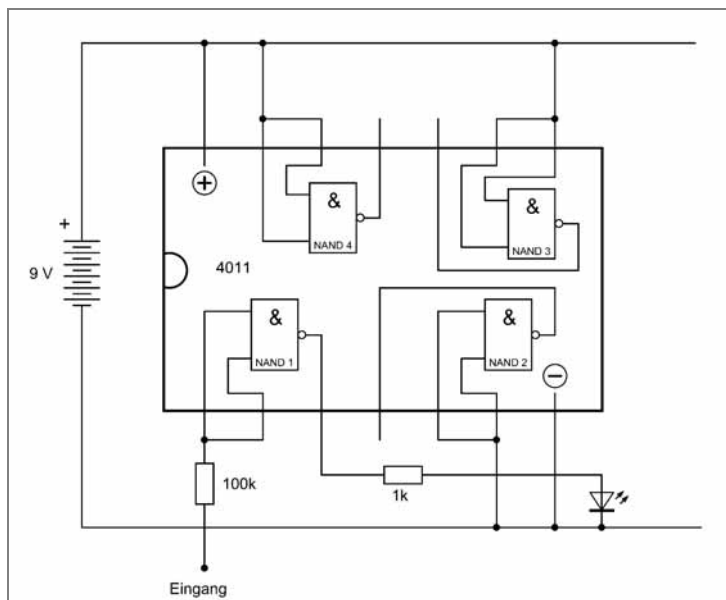 +
9 V
+
&
NAND 4
&
NAND 3
4011
&
NAND 1
&
NAND 2
−
100k
1k
Eingang